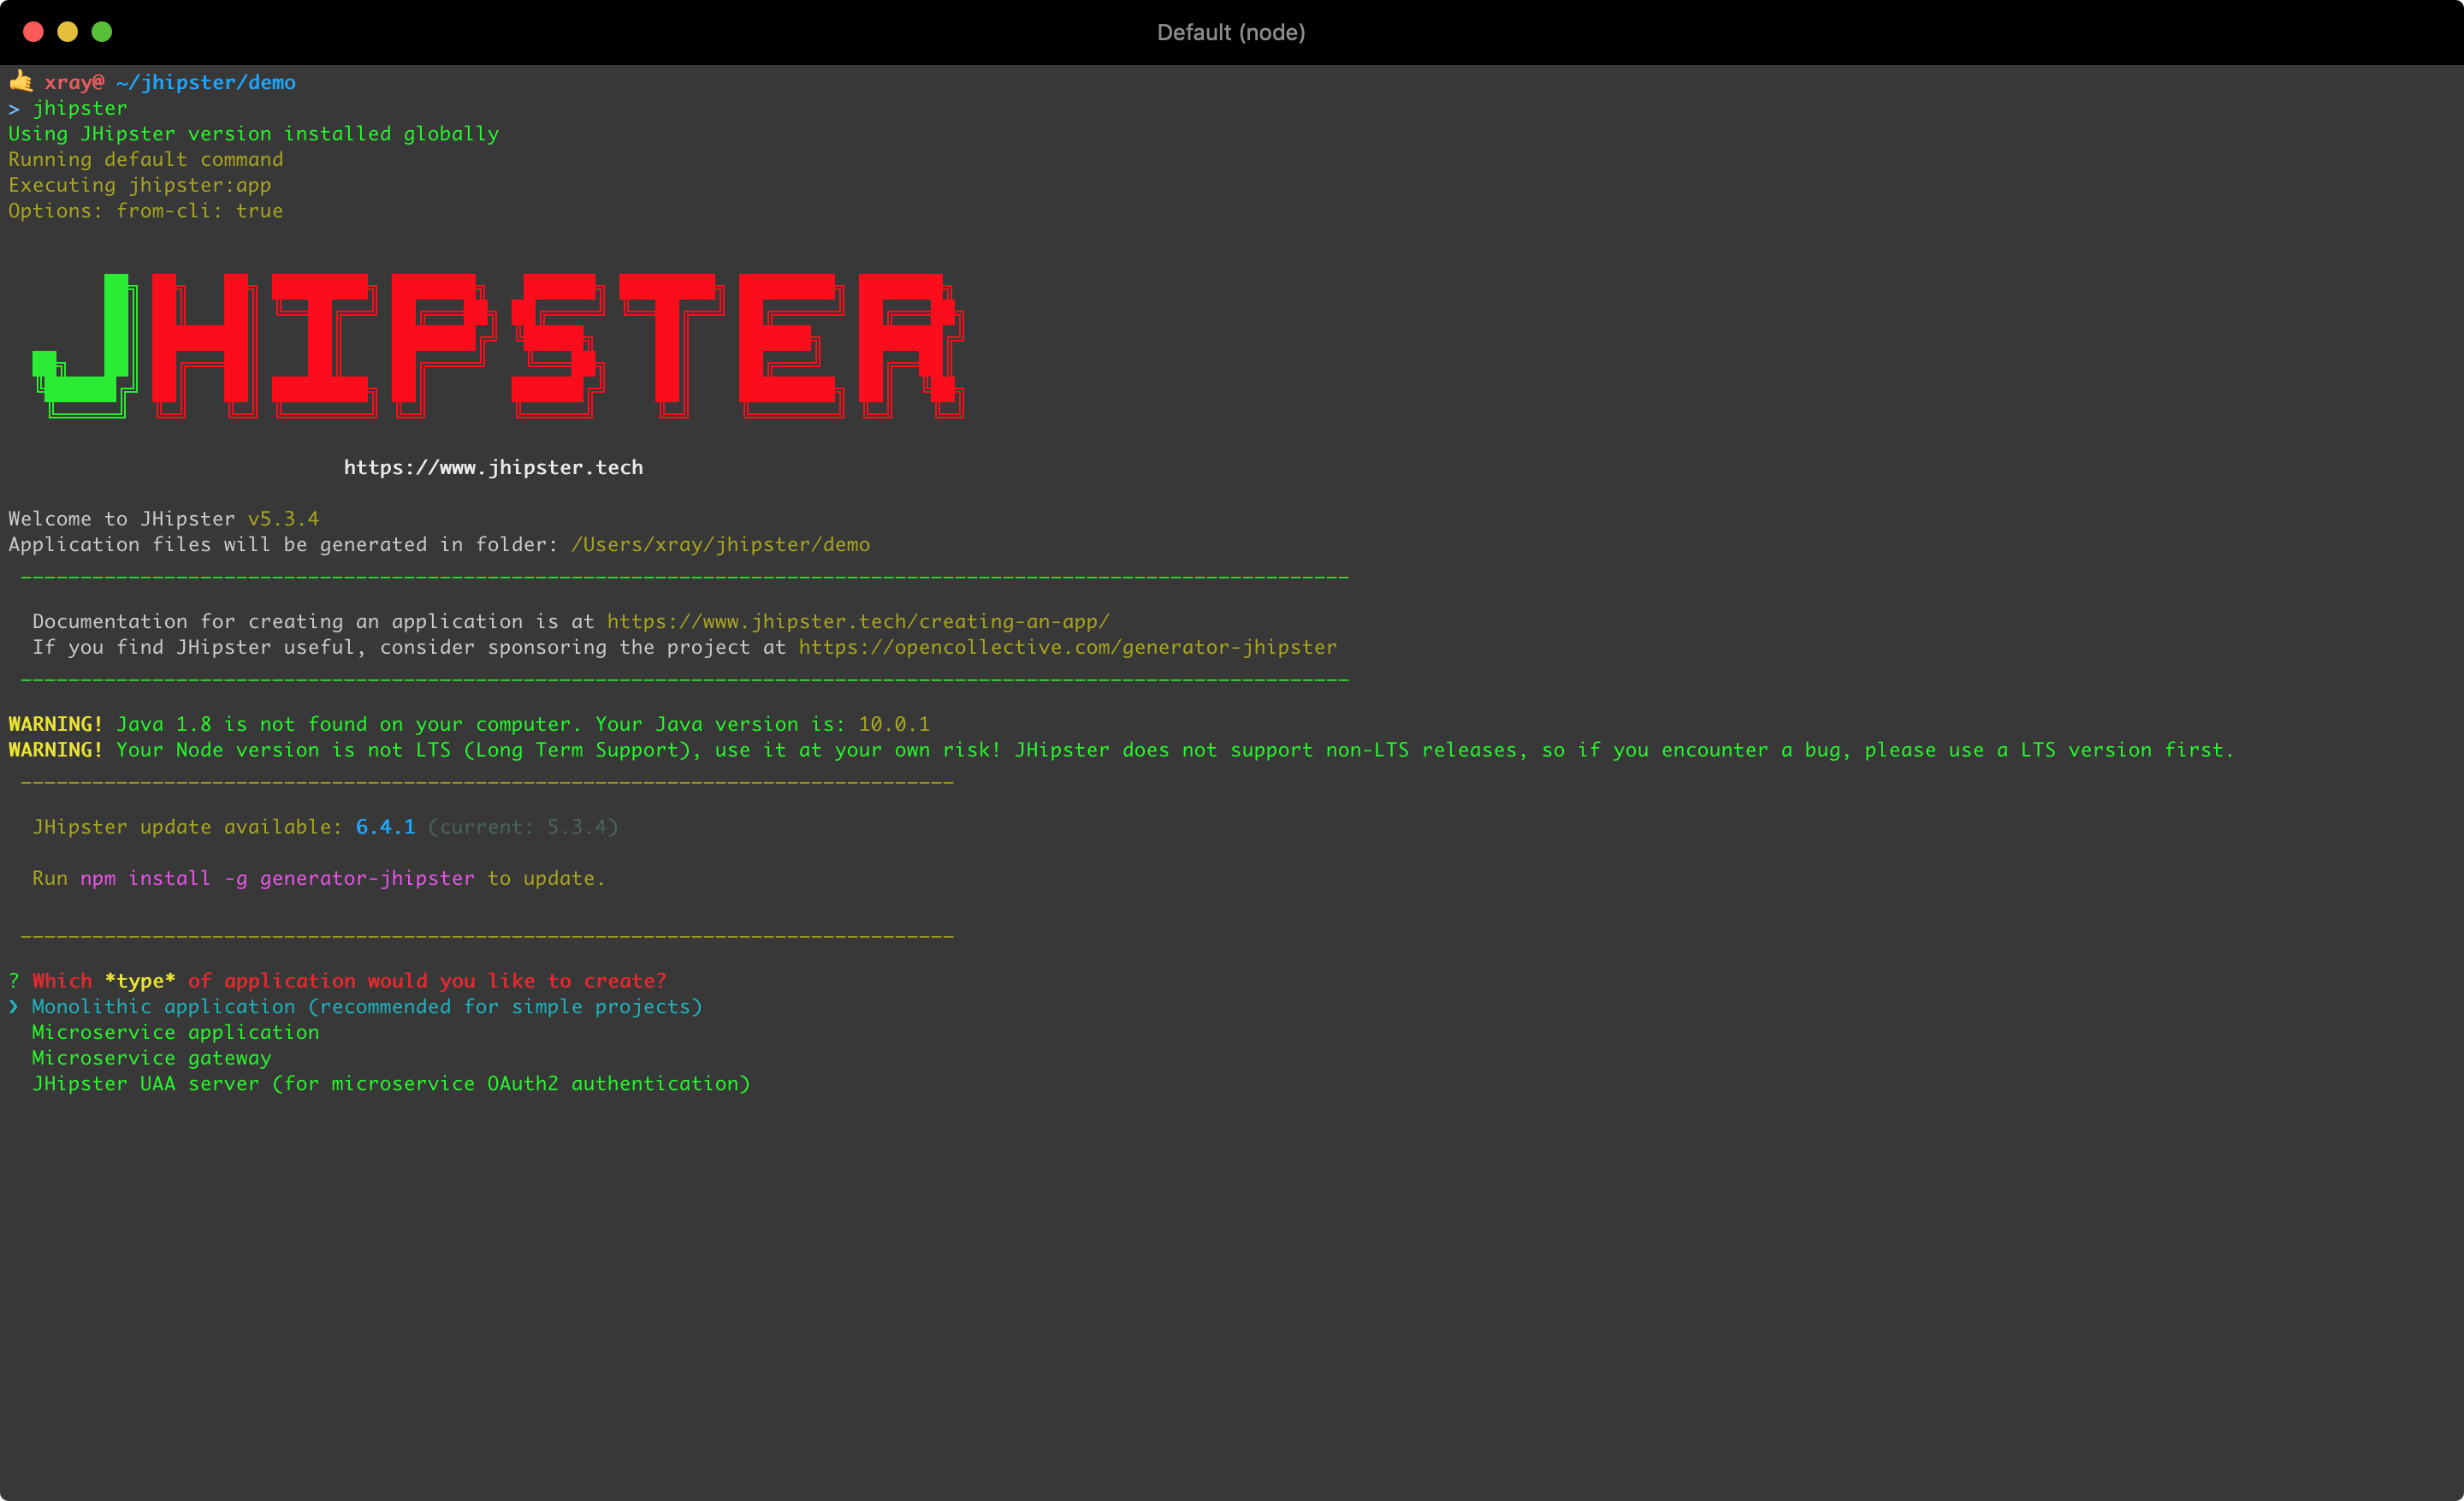 Default (node)
🤙 xray@ ~/jhipster/demo
> jhipster
Using JHipster version installed globally
Running default command
Executing jhipster:app
Options: from-cli: true
JHIPSTER
https://www.jhipster.tech
Welcome to JHipster v5.3.4
Application files will be generated in folder: /Users/xray/jhipster/demo
Documentation for creating an application is at https://www.jhipster.tech/creating-an-app/
If you find JHipster useful, consider sponsoring the project at https://opencollective.com/generator-jhipster
WARNING! Java 1.8 is not found on your computer. Your Java version is: 10.0.1
WARNING! Your Node version is not LTS (Long Term Support), use it at your own risk! JHipster does not support non-LTS releases, so if you encounter a bug, please use a LTS version first.
JHipster update available: 6.4.1 (current: 5.3.4)
Run npm install -g generator-jhipster to update.
? Which *type* of application would you like to create?
❯ Monolithic application (recommended for simple projects)
Microservice application
Microservice gateway
JHipster UAA server (for microservice OAuth2 authentication)